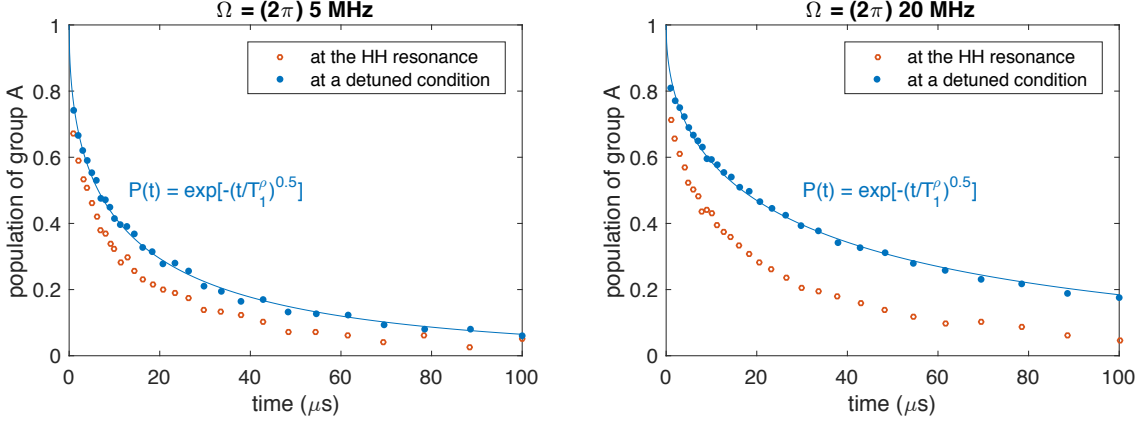 Ω = (2π) 5 MHz
population of group A
1
0.8
0.6
0.4
0.2
0
at the HH resonance
at a detuned condition
P(t) = exp[-(t/T₁^ρ)^0.5]
0 20 40 60 80 100
time (μs)
Ω = (2π) 20 MHz
population of group A
1
0.8
0.6
0.4
0.2
0
at the HH resonance
at a detuned condition
P(t) = exp[-(t/T₁^ρ)^0.5]
0 20 40 60 80 100
time (μs)